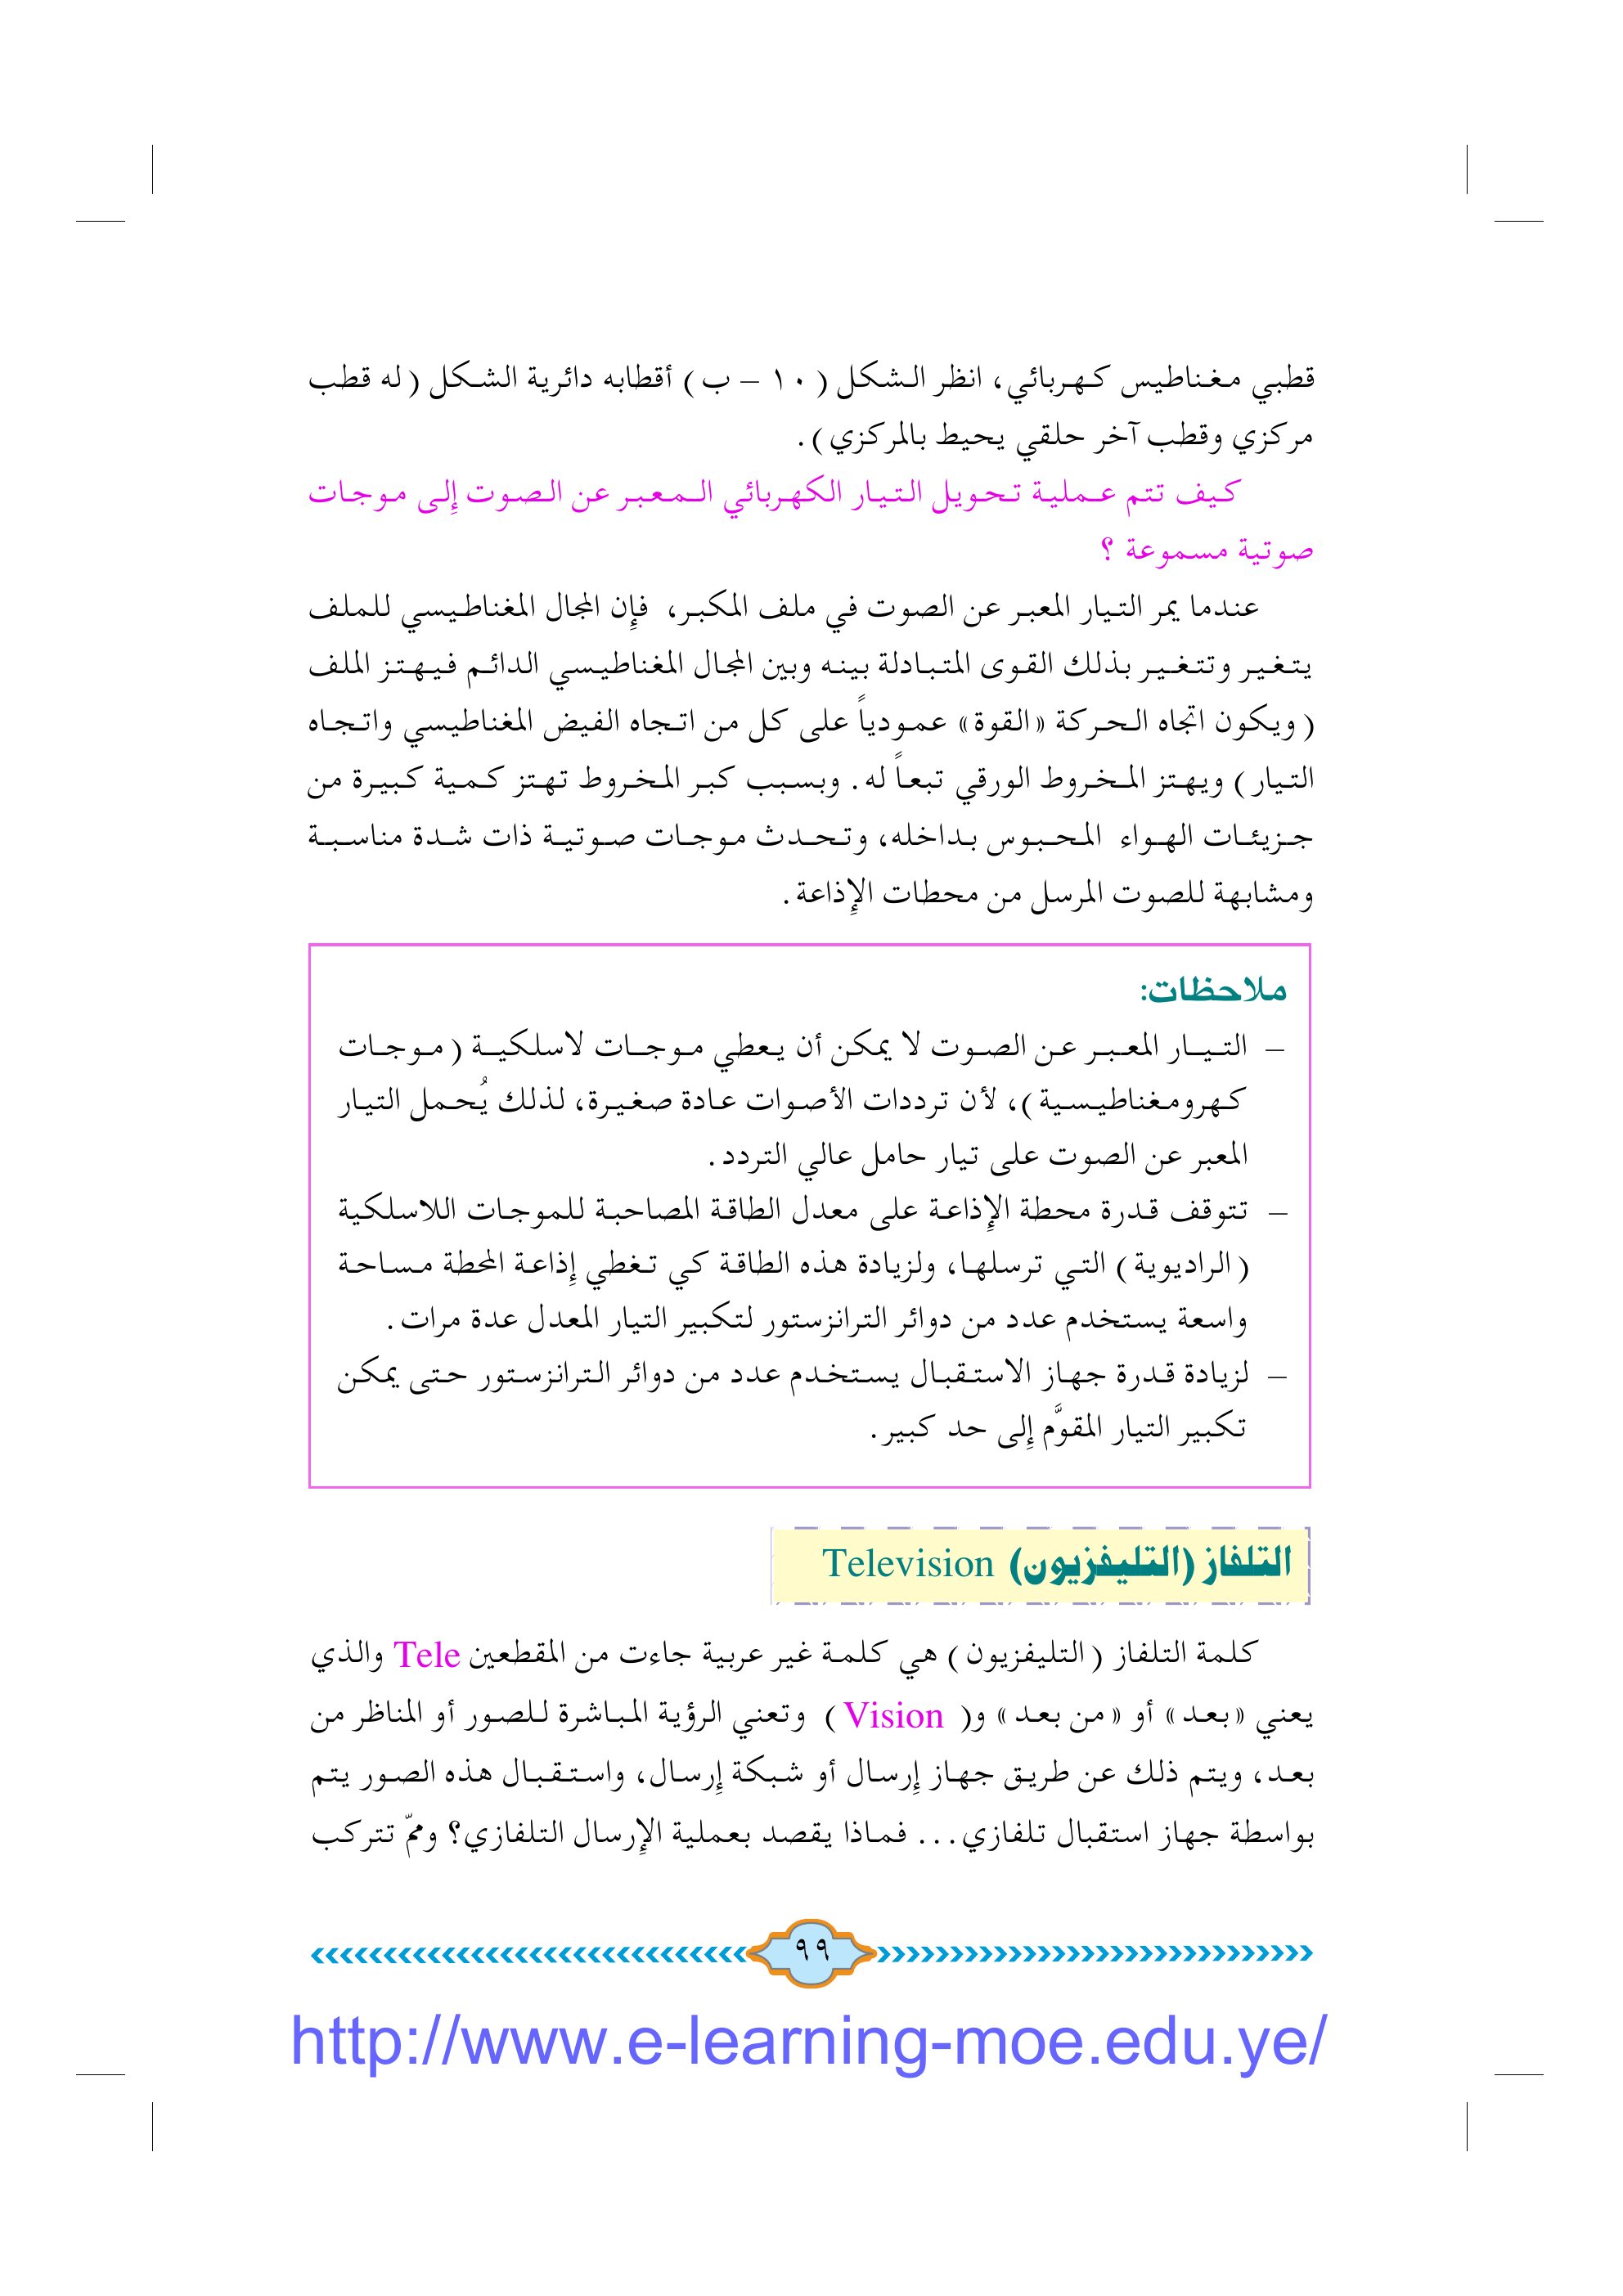 قطبي مغناطيس كهربائي، انظر الشكل (١٠ – ب) أقطابه دائرية الشكل (له قطب
مركزي وقطب آخر حلقي يحيط بالمركزي).
كيف تتم عملية تحويل التيار الكهربائي المعبر عن الصوت إلى موجات
صوتية مسموعة ؟
عندما يمر التيار المعبر عن الصوت في ملف المكبر، فإن المجال المغناطيسي للملف
يتغير وتتغير بذلك القوى المتبادلة بينه وبين المجال المغناطيسي الدائم فيهتز الملف
(ويكون اتجاه الحركة «القوة» عمودياً على كل من اتجاه الفيض المغناطيسي واتجاه
التيار) ويهتز المخروط الورقي تبعاً له. وبسبب كبر المخروط تهتز كمية كبيرة من
جزيئات الهواء المحبوس بداخله، وتحدث موجات صوتية ذات شدة مناسبة
ومشابهة للصوت المرسل من محطات الإذاعة.
ملاحظات:
– التيار المعبر عن الصوت لا يمكن أن يعطي موجات لاسلكية (موجات
كهرومغناطيسية)، لأن ترددات الأصوات عادة صغيرة، لذلك يُحمل التيار
المعبر عن الصوت على تيار حامل عالي التردد.
– تتوقف قدرة محطة الإذاعة على معدل الطاقة المصاحبة للموجات اللاسلكية
(الراديوية) التي ترسلها، ولزيادة هذه الطاقة كي تغطي إذاعة المحطة مساحة
واسعة يستخدم عدد من دوائر الترانزستور لتكبير التيار المعدل عدة مرات.
– لزيادة قدرة جهاز الاستقبال يستخدم عدد من دوائر الترانزستور حتى يمكن
تكبير التيار المقوَّم إلى حد كبير.
التلفاز (التليفزيون) Television
كلمة التلفاز (التليفزيون) هي كلمة غير عربية جاءت من المقطعين Tele والذي
يعني «بعد» أو «من بعد» و( Vision ) وتعني الرؤية المباشرة للصور أو المناظر من
بعد، ويتم ذلك عن طريق جهاز إرسال أو شبكة إرسال، واستقبال هذه الصور يتم
بواسطة جهاز استقبال تلفازي... فماذا يقصد بعملية الإرسال التلفازي؟ وممّ تتركب
٩٩
http://www.e-learning-moe.edu.ye/